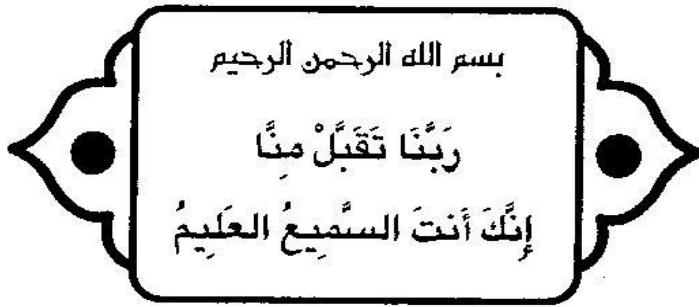 بسم الله الرحمن الرحيم
رَبَّنَا تَقَبَّلْ مِنَّا
إِنَّكَ أَنتَ السَّمِيعُ العَلِيمُ